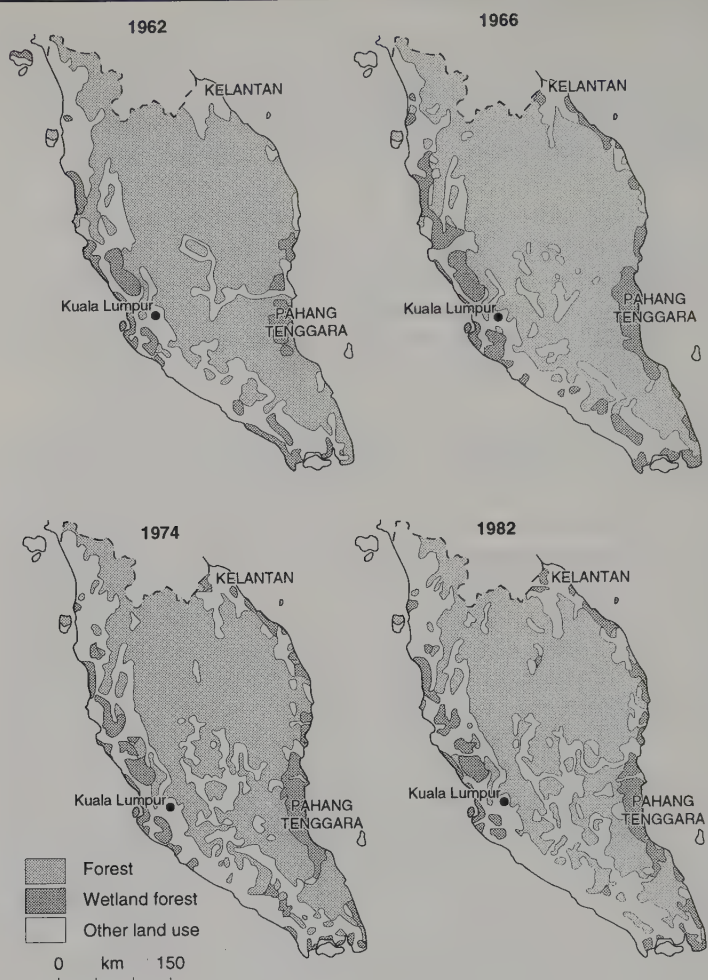 1962
KELANTAN
Kuala Lumpur
PAHANG
TENGGARA
1966
KELANTAN
Kuala Lumpur
PAHANG
TENGGARA
1974
KELANTAN
Kuala Lumpur
PAHANG
TENGGARA
1982
KELANTAN
Kuala Lumpur
PAHANG
TENGGARA
Forest
Wetland forest
Other land use
0 km 150